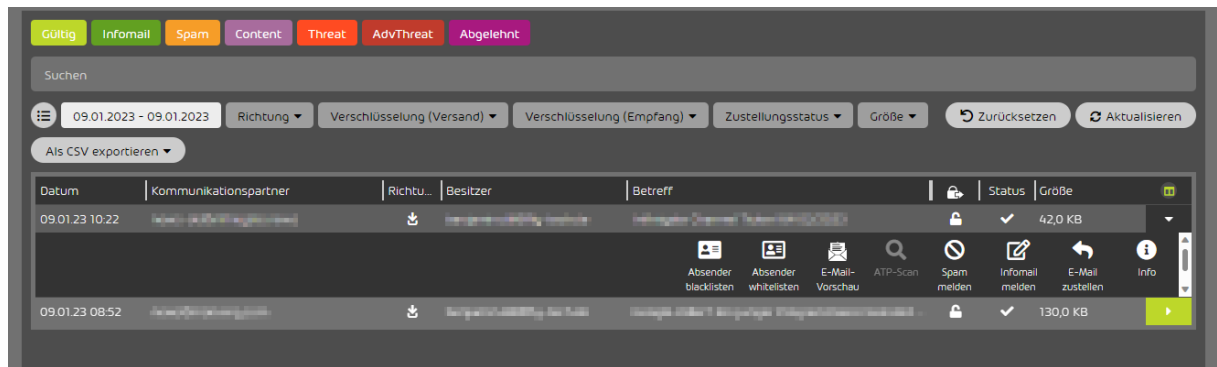 Gültig Infomail Spam Content Threat AdvThreat Abgelehnt
Suchen
09.01.2023 - 09.01.2023 Richtung Verschlüsselung (Versand) Verschlüsselung (Empfang) Zustellungsstatus Größe Zurücksetzen Aktualisieren
Als CSV exportieren
Datum Kommunikationspartner Richtu... Besitzer Betreff Status Größe
09.01.23 10:22 42,0 KB
Absender Absender E-Mail- ATP-Scan Spam Infomail E-Mail Info
blacklisten whitelisten Vorschau melden melden zustellen
09.01.23 08:52 130,0 KB